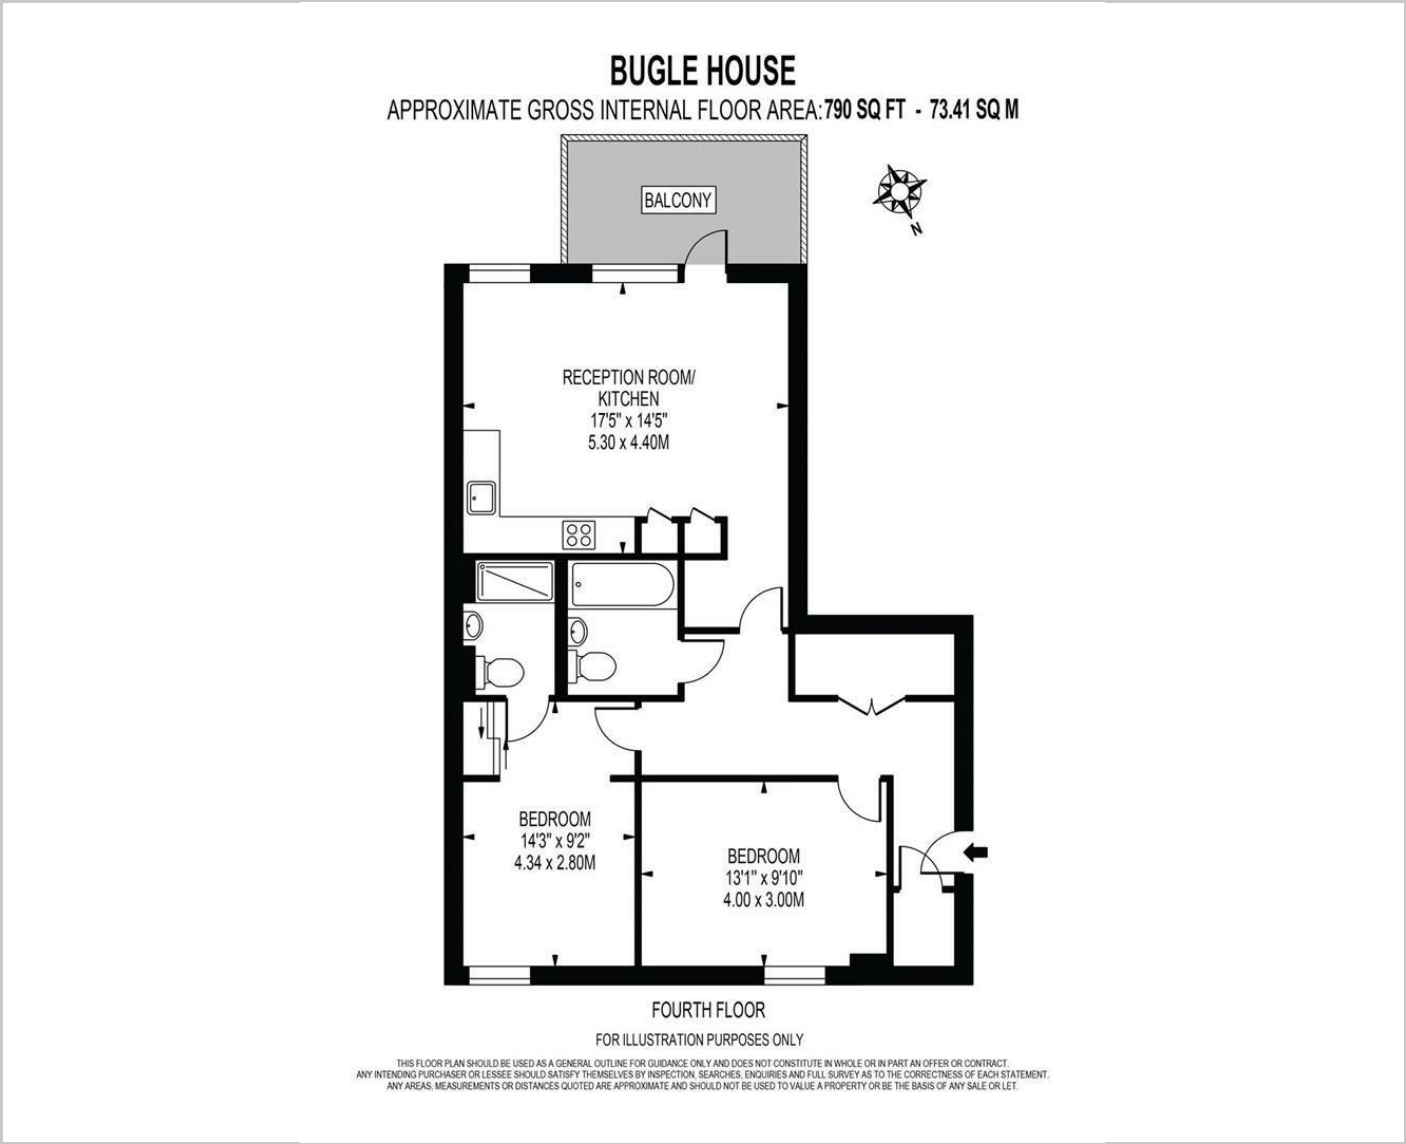 BUGLE HOUSE
APPROXIMATE GROSS INTERNAL FLOOR AREA: 790 SQ FT - 73.41 SQ M
BALCONY
N
RECEPTION ROOM/
KITCHEN
17'5" x 14'5"
5.30 x 4.40M
BEDROOM
14'3" x 9'2"
4.34 x 2.80M
BEDROOM
13'1" x 9'10"
4.00 x 3.00M
FOURTH FLOOR
FOR ILLUSTRATION PURPOSES ONLY
THIS FLOOR PLAN SHOULD BE USED AS A GENERAL OUTLINE FOR GUIDANCE ONLY AND DOES NOT CONSTITUTE IN WHOLE OR IN PART AN OFFER OR CONTRACT.
ANY INTENDING PURCHASER OR LESSEE SHOULD SATISFY THEMSELVES BY INSPECTION, SEARCHES, ENQUIRIES AND FULL SURVEY AS TO THE CORRECTNESS OF EACH STATEMENT.
ANY AREAS, MEASUREMENTS OR DISTANCES QUOTED ARE APPROXIMATE AND SHOULD NOT BE USED TO VALUE A PROPERTY OR BE THE BASIS OF ANY SALE OR LET.